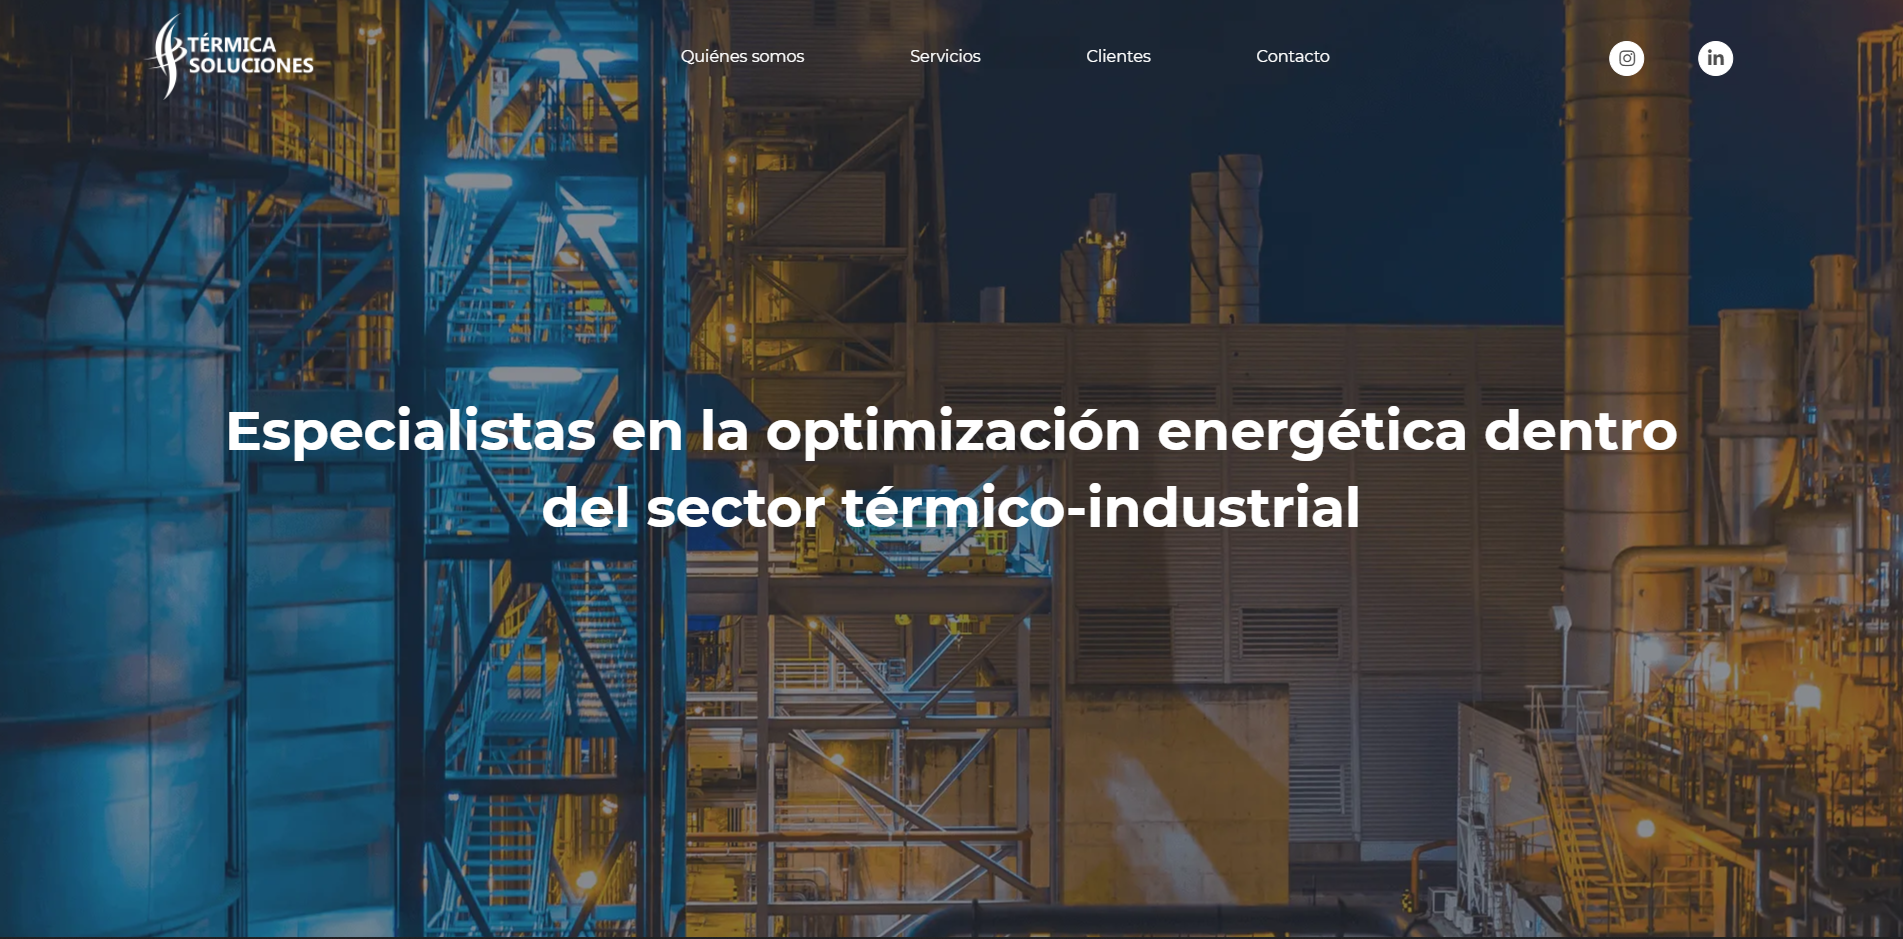 TÉRMICA
SOLUCIONES
Quiénes somos
Servicios
Clientes
Contacto
in
Especialistas en la optimización energética dentro
del sector térmico-industrial